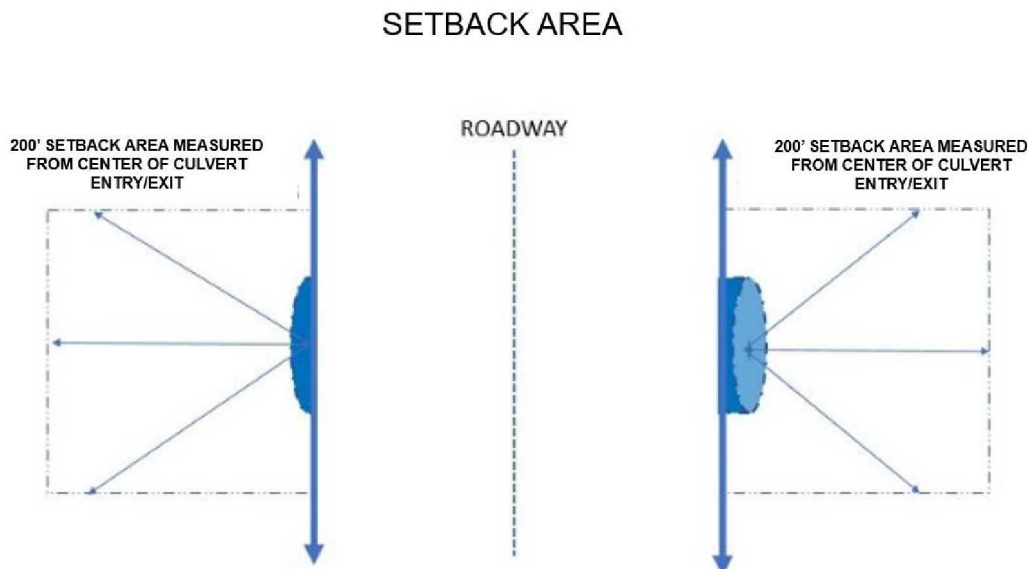 SETBACK AREA
ROADWAY
200' SETBACK AREA MEASURED
FROM CENTER OF CULVERT
ENTRY/EXIT
200' SETBACK AREA MEASURED
FROM CENTER OF CULVERT
ENTRY/EXIT